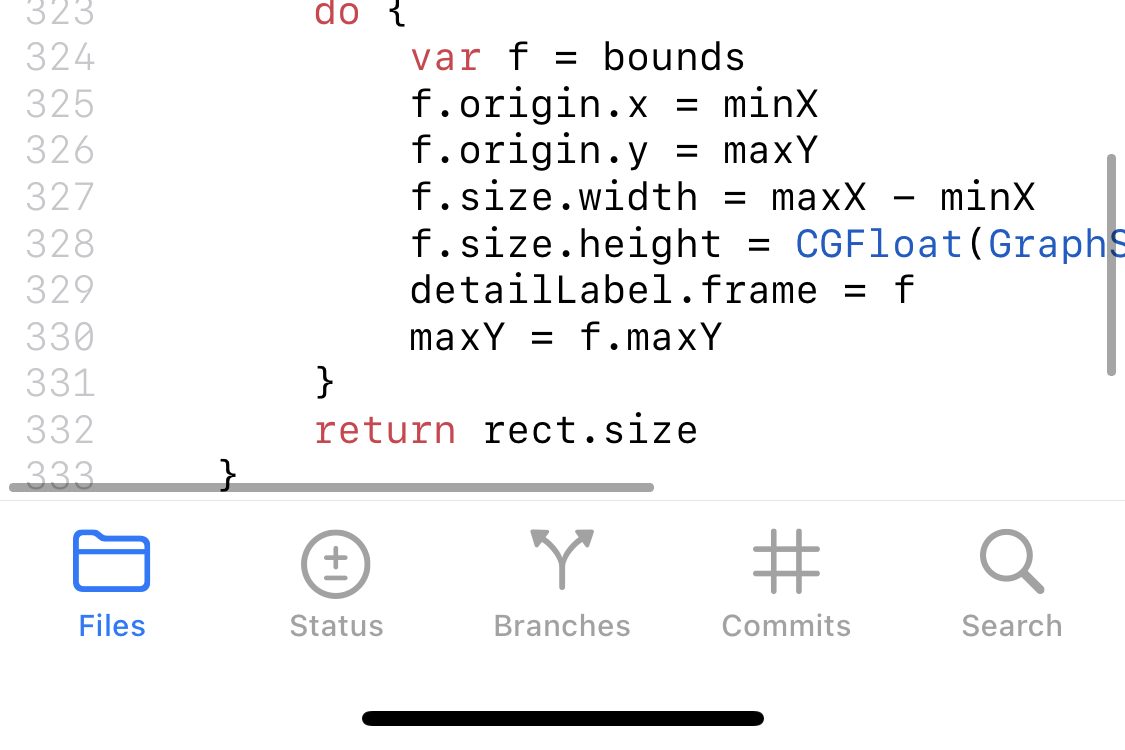 323 do {
324 var f = bounds
325 f.origin.x = minX
326 f.origin.y = maxY
327 f.size.width = maxX - minX
328 f.size.height = CGFloat(GraphS
329 detailLabel.frame = f
330 maxY = f.maxY
331 }
332 return rect.size
333 }
Files Status Branches Commits Search